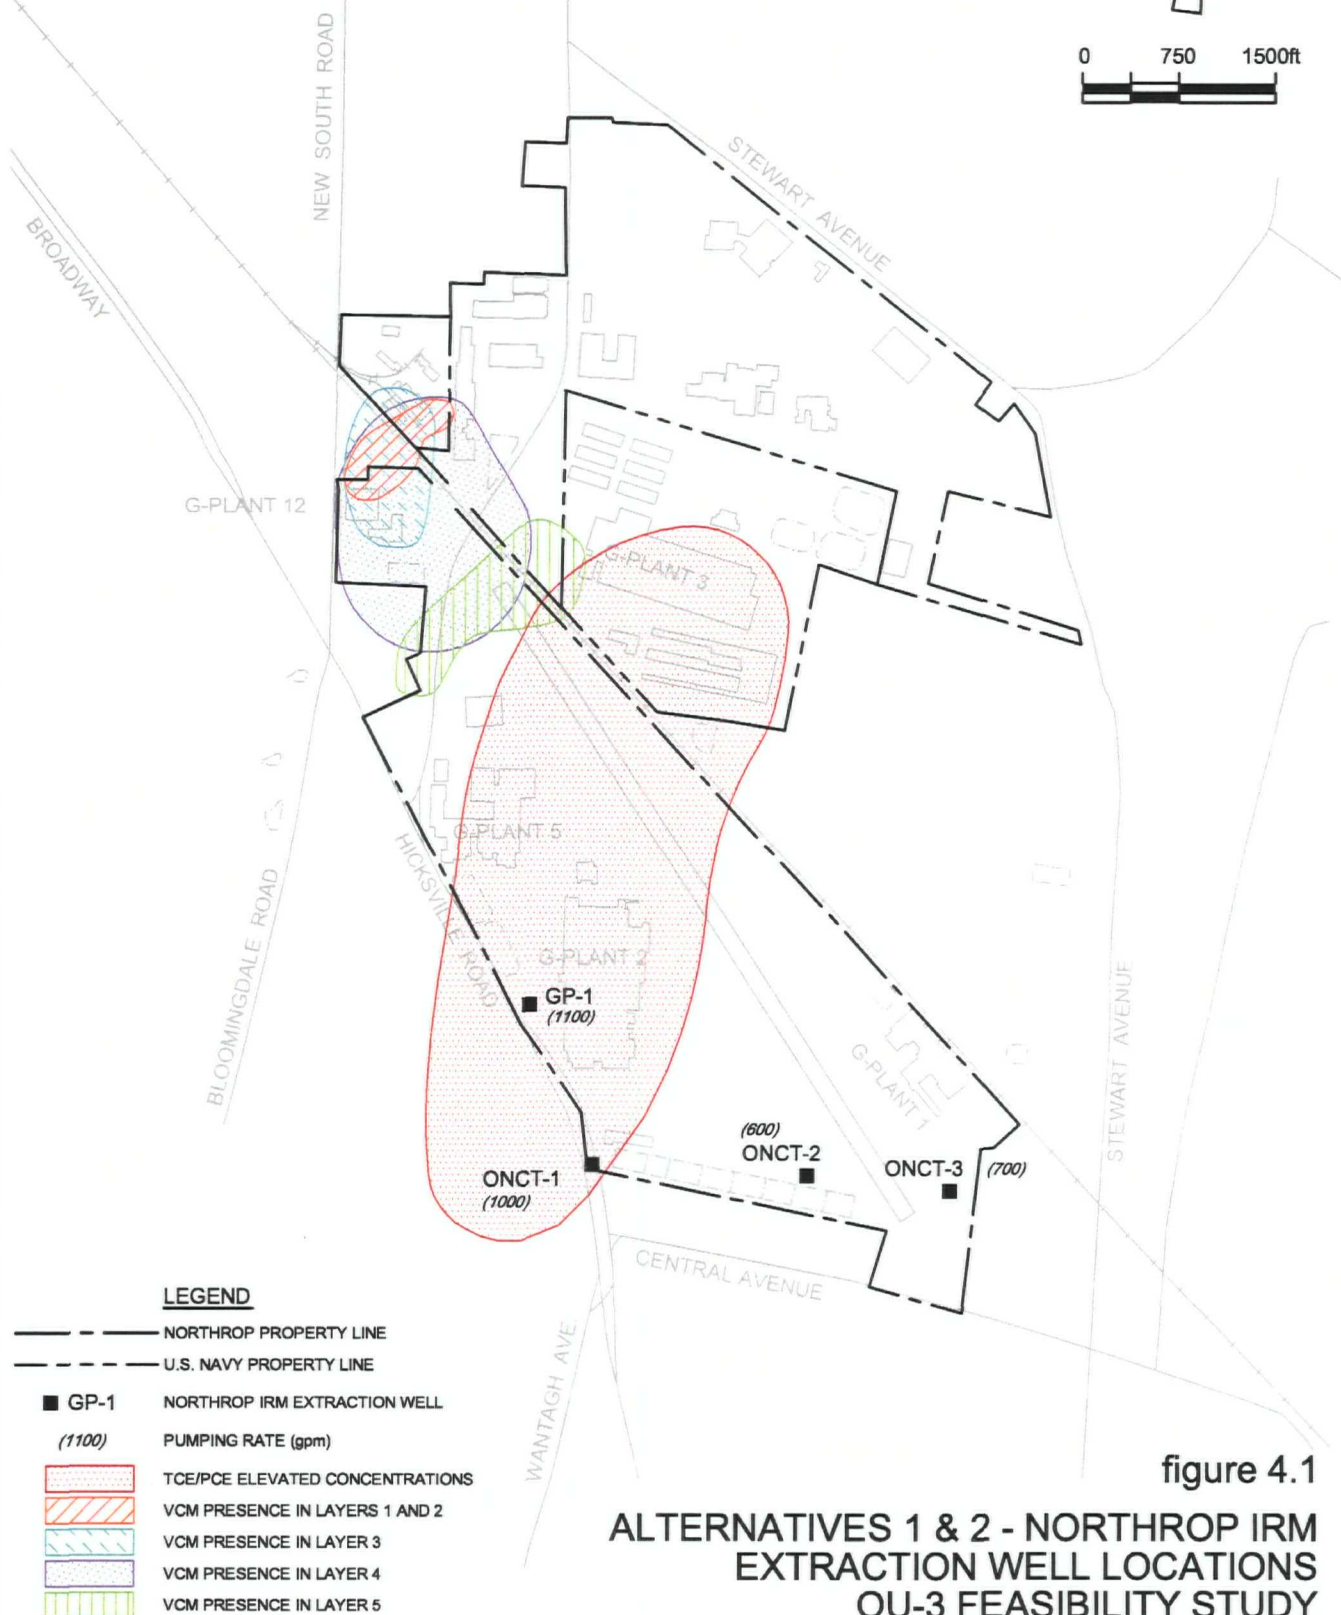 0 750 1500ft
NEW SOUTH ROAD
STEWART AVENUE
BROADWAY
G-PLANT 12
G-PLANT 3
G-PLANT 5
HICKSVILLE ROAD
G-PLANT 2
BLOOMINGDALE ROAD
GP-1
(1100)
G-PLANT 1
STEWART AVENUE
(600)
ONCT-2
ONCT-3
(700)
ONCT-1
(1000)
CENTRAL AVENUE
WANTAGH AVE.
LEGEND
NORTHROP PROPERTY LINE
U.S. NAVY PROPERTY LINE
GP-1 NORTHROP IRM EXTRACTION WELL
(1100) PUMPING RATE (gpm)
TCE/PCE ELEVATED CONCENTRATIONS
VCM PRESENCE IN LAYERS 1 AND 2
VCM PRESENCE IN LAYER 3
VCM PRESENCE IN LAYER 4
VCM PRESENCE IN LAYER 5
figure 4.1
ALTERNATIVES 1 & 2 - NORTHROP IRM
EXTRACTION WELL LOCATIONS
OU-3 FEASIBILITY STUDY